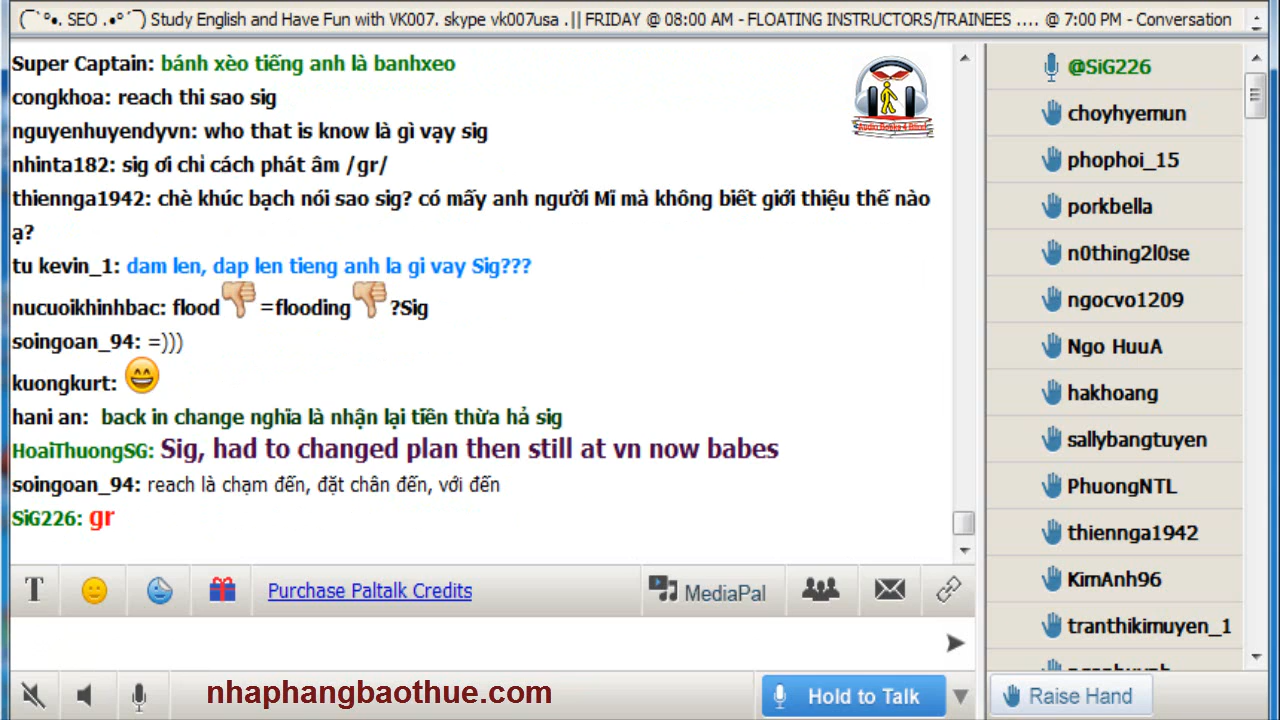 (¯`°•. SEO .•°´¯) Study English and Have Fun with VK007. skype vk007usa .|| FRIDAY @ 08:00 AM - FLOATING INSTRUCTORS/TRAINEES .... @ 7:00 PM - Conversation
Super Captain: bánh xèo tiếng anh là banhxeo
congkhoa: reach thi sao sig
nguyenhuyendyvn: who that is know là gì vạy sig
nhinta182: sig ơi chỉ cách phát âm /gr/
thiennga1942: chè khúc bạch nói sao sig? có mấy anh người Mĩ mà không biết giới thiệu thế nào
ạ?
tu kevin_1: dam len, dap len tieng anh la gi vay Sig???
nucuoikhinhbac: flood =flooding ?Sig
soingoan_94: =)))
kuongkurt:
hani an: back in change nghĩa là nhận lại tiền thừa hả sig
HoaiThuongSG: Sig, had to changed plan then still at vn now babes
soingoan_94: reach là chạm đến, đặt chân đến, với đến
SiG226: gr
T
Purchase Paltalk Credits
MediaPal
nhaphangbaothue.com
Hold to Talk
@SiG226
choyhyemun
phophoi_15
porkbella
n0thing2l0se
ngocvo1209
Ngo HuuA
hakhoang
sallybangtuyen
PhuongNTL
thiennga1942
KimAnh96
tranthikimuyen_1
Raise Hand